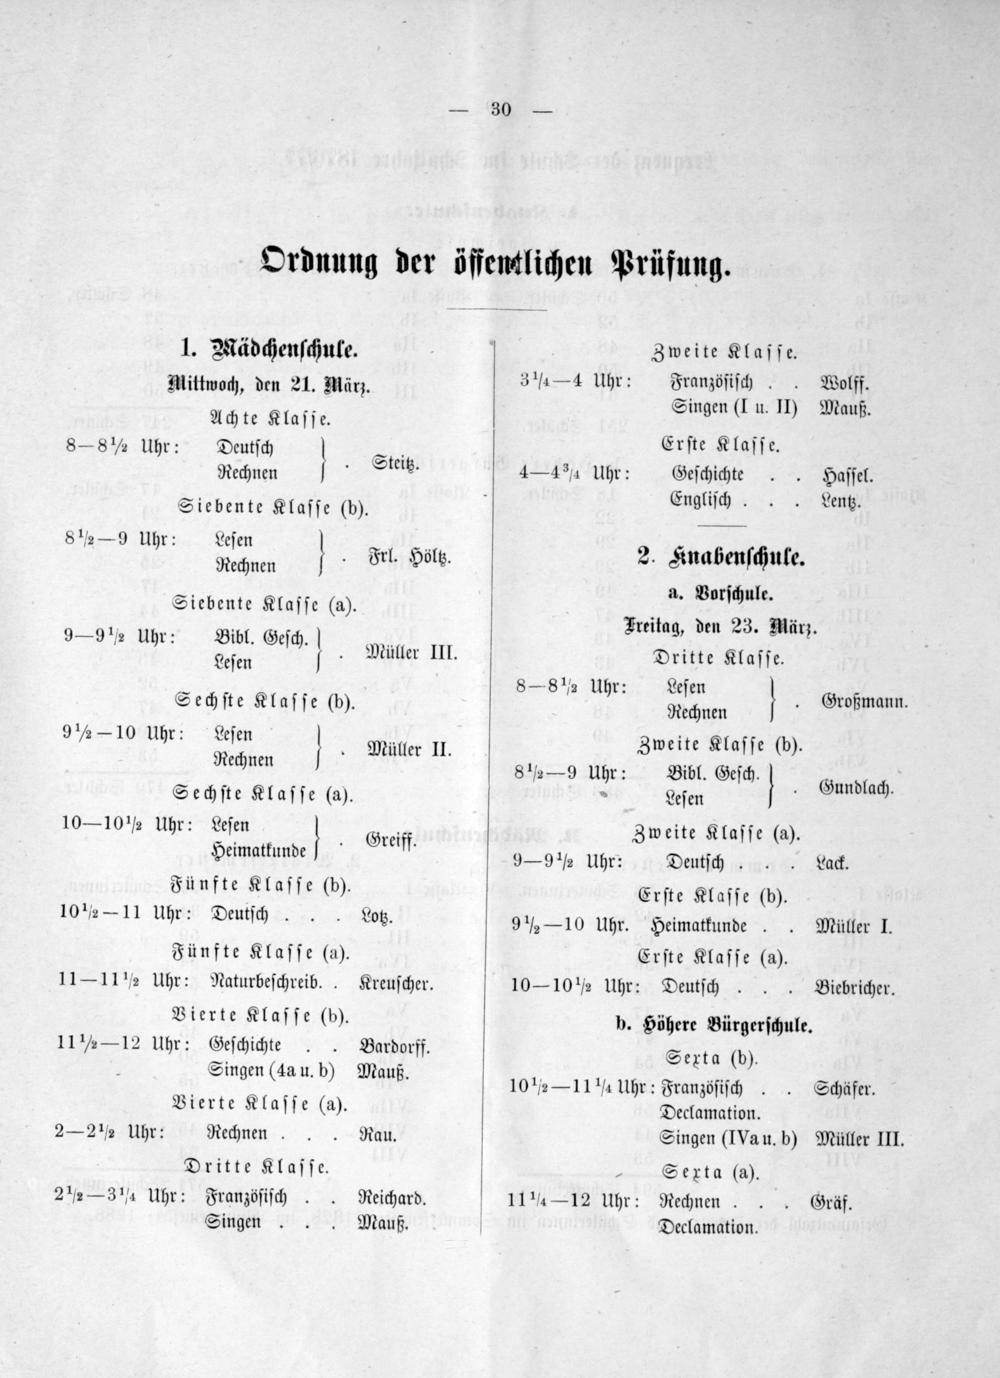 — 30 —
Ordnung der öffentlichen Prüfung.
1. Mädchenschule.
Mittwoch, den 21. März.
Achte Klasse.
8—8½ Uhr: Deutsch
Rechnen } . Steitz.
Siebente Klasse (b).
8½—9 Uhr: Lesen
Rechnen } . Frl. Höltz.
Siebente Klasse (a).
9—9½ Uhr: Bibl. Gesch.
Lesen } . Müller III.
Sechste Klasse (b).
9½—10 Uhr: Lesen
Rechnen } . Müller II.
Sechste Klasse (a).
10—10½ Uhr: Lesen
Heimatkunde } . Greiff.
Fünfte Klasse (b).
10½—11 Uhr: Deutsch . . . Lotz.
Fünfte Klasse (a).
11—11½ Uhr: Naturbeschreib. . Kreuscher.
Vierte Klasse (b).
11½—12 Uhr: Geschichte . . Bardorff.
Singen (4a u. b) Mauß.
Vierte Klasse (a).
2—2½ Uhr: Rechnen . . . Rau.
Dritte Klasse.
2½—3¼ Uhr: Französisch . . Reichard.
Singen . . . Mauß.
Zweite Klasse.
3¼—4 Uhr: Französisch . . Wolff.
Singen (I u. II) Mauß.
Erste Klasse.
4—4¾ Uhr: Geschichte . . Hassel.
Englisch . . . Lentz.
2. Knabenschule.
a. Vorschule.
Freitag, den 23. März.
Dritte Klasse.
8—8½ Uhr: Lesen
Rechnen } . Großmann.
Zweite Klasse (b).
8½—9 Uhr: Bibl. Gesch.
Lesen } . Gundlach.
Zweite Klasse (a).
9—9½ Uhr: Deutsch . . . Lack.
Erste Klasse (b).
9½—10 Uhr. Heimatkunde . . Müller I.
Erste Klasse (a).
10—10½ Uhr: Deutsch . . . Biebricher.
b. Höhere Bürgerschule.
Sexta (b).
10½—11¼ Uhr: Französisch . . Schäfer.
Declamation.
Singen (IVa u. b) Müller III.
Sexta (a).
11¼—12 Uhr: Rechnen . . . Gräf.
Declamation.